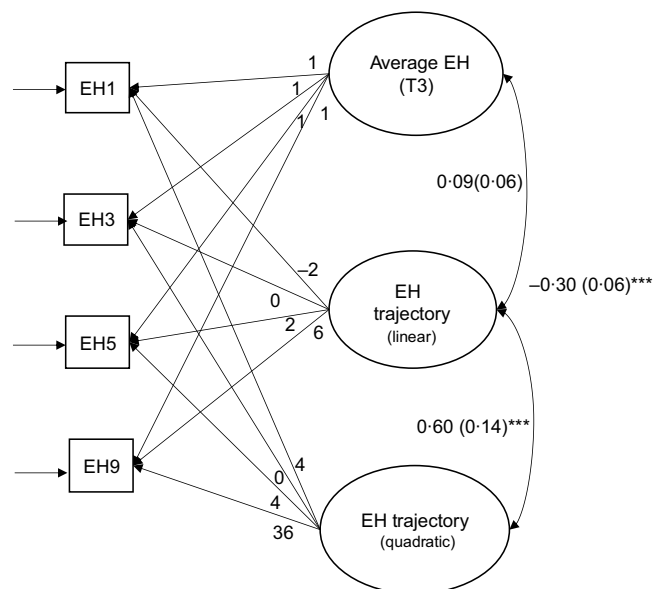 1
Average EH
(T3)
EH1
1
1
1
0·09(0·06)
EH3
–2
–0·30 (0·06)***
EH
trajectory
(linear)
0
2
6
EH5
0·60 (0·14)***
EH9
4
0
4
36
EH trajectory
(quadratic)